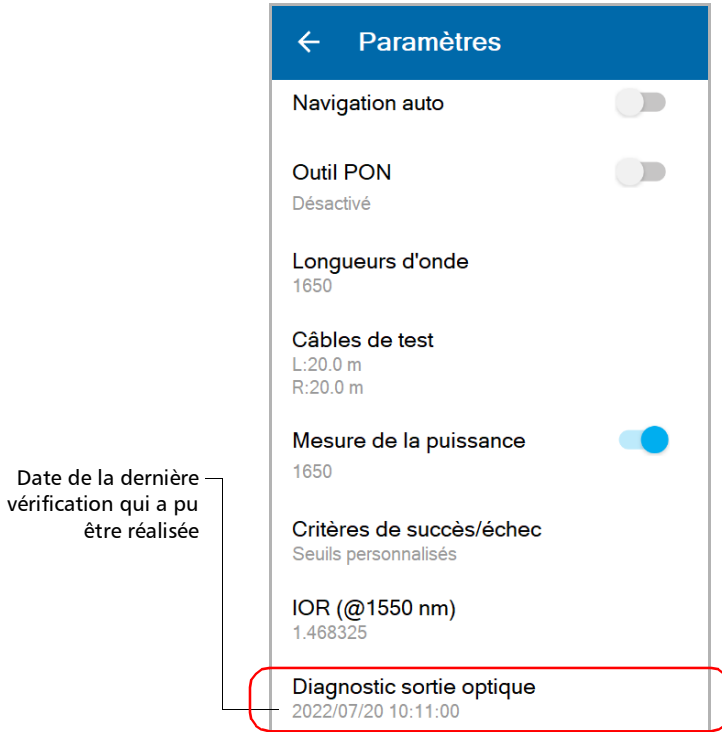 Paramètres
Navigation auto
Outil PON
Désactivé
Longueurs d'onde
1650
Câbles de test
L:20.0 m
R:20.0 m
Mesure de la puissance
1650
Critères de succès/échec
Seuils personnalisés
IOR (@1550 nm)
1.468325
Diagnostic sortie optique
2022/07/20 10:11:00
Date de la dernière
vérification qui a pu
être réalisée